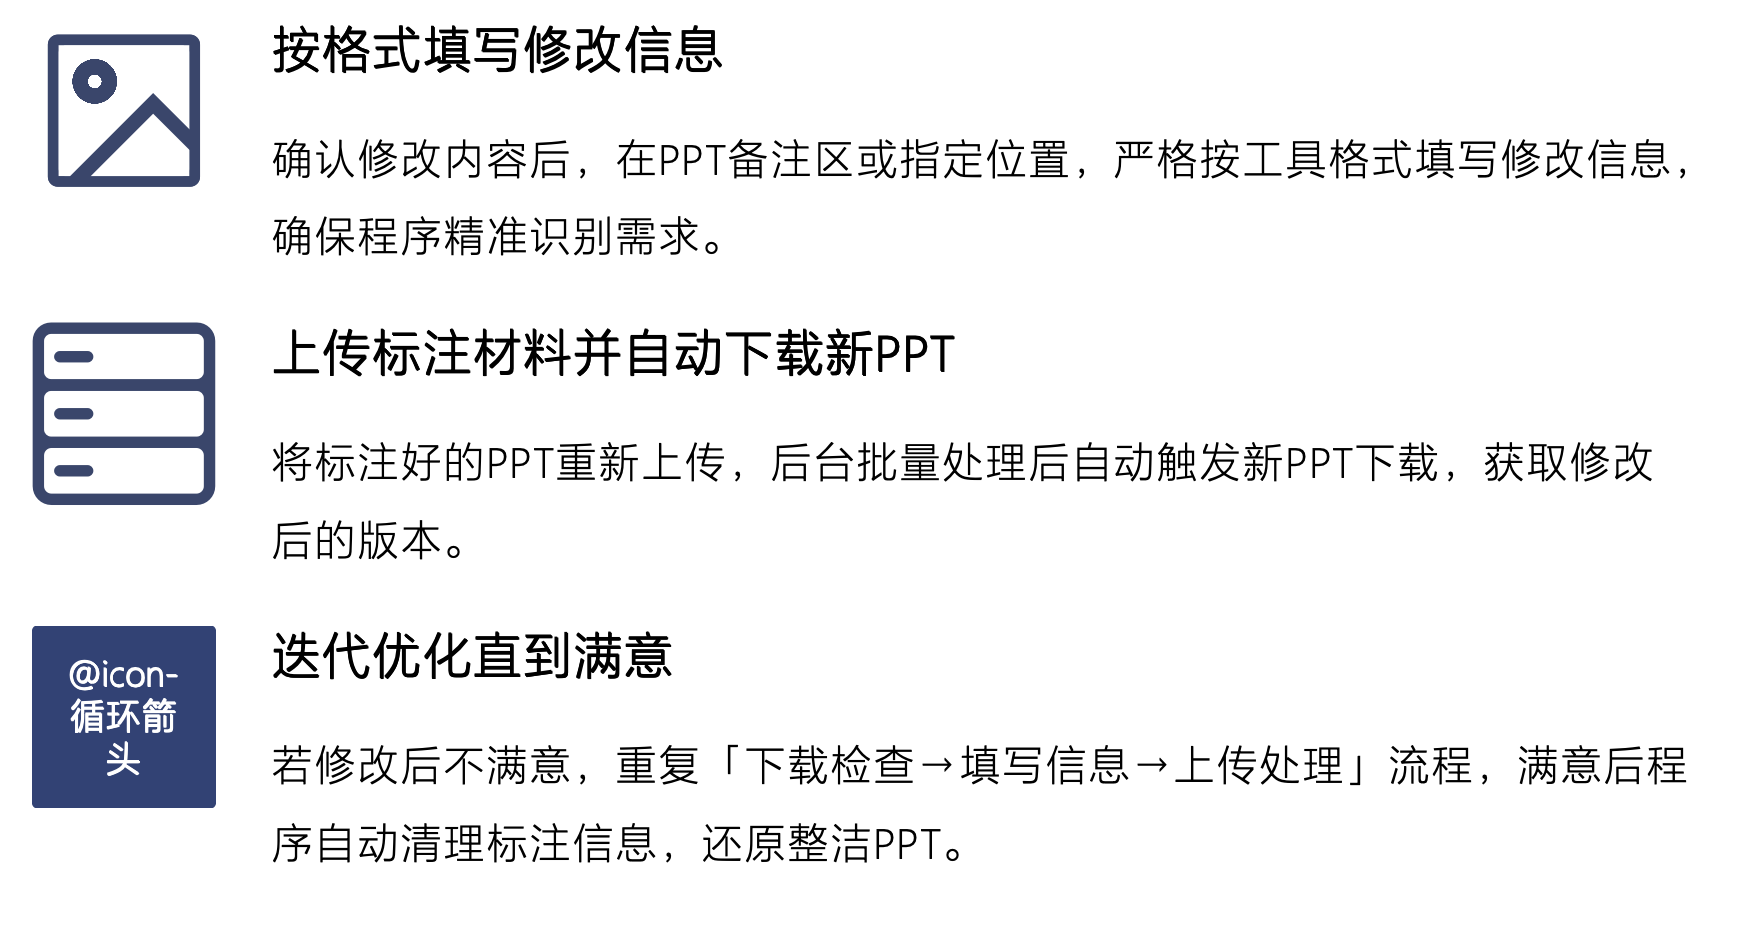 按格式填写修改信息
确认修改内容后，在PPT备注区或指定位置，严格按工具格式填写修改信息，
确保程序精准识别需求。
上传标注材料并自动下载新PPT
将标注好的PPT重新上传，后台批量处理后自动触发新PPT下载，获取修改
后的版本。
@icon-
循环箭
头
迭代优化直到满意
若修改后不满意，重复「下载检查→填写信息→上传处理」流程，满意后程
序自动清理标注信息，还原整洁PPT。